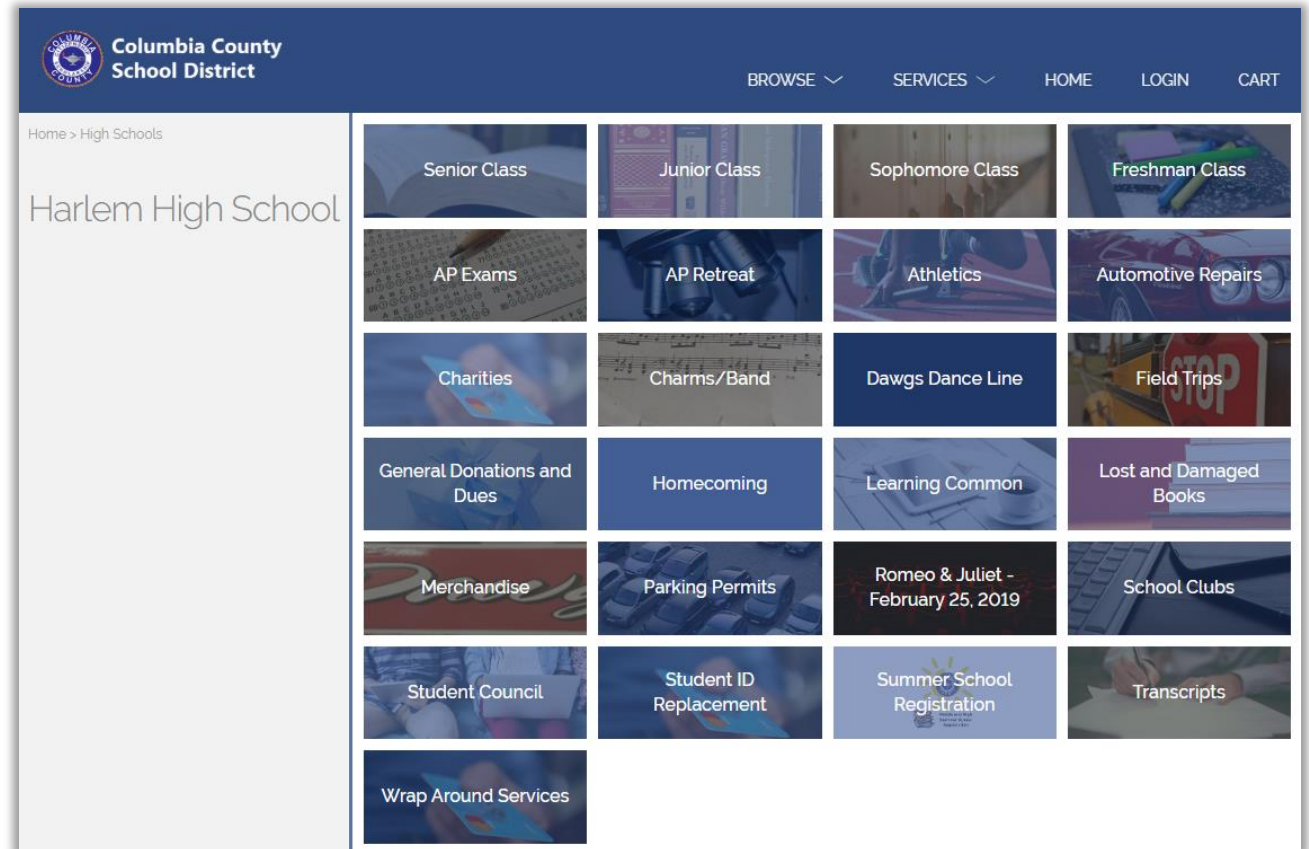 COLUMBIA
COUNTY
Columbia County
School District
BROWSE
SERVICES
HOME
LOGIN
CART
Home > High Schools
Harlem High School
Senior Class
Junior Class
Sophomore Class
Freshman Class
AP Exams
AP Retreat
Athletics
Automotive Repairs
Charities
Charms/Band
Dawgs Dance Line
STOP
Field Trips
General Donations and
Dues
Homecoming
Learning Common
Lost and Damaged
Books
Merchandise
Parking Permits
Romeo & Juliet -
February 25, 2019
School Clubs
Student Council
Student ID
Replacement
Summer School
Registration
Transcripts
Wrap Around Services